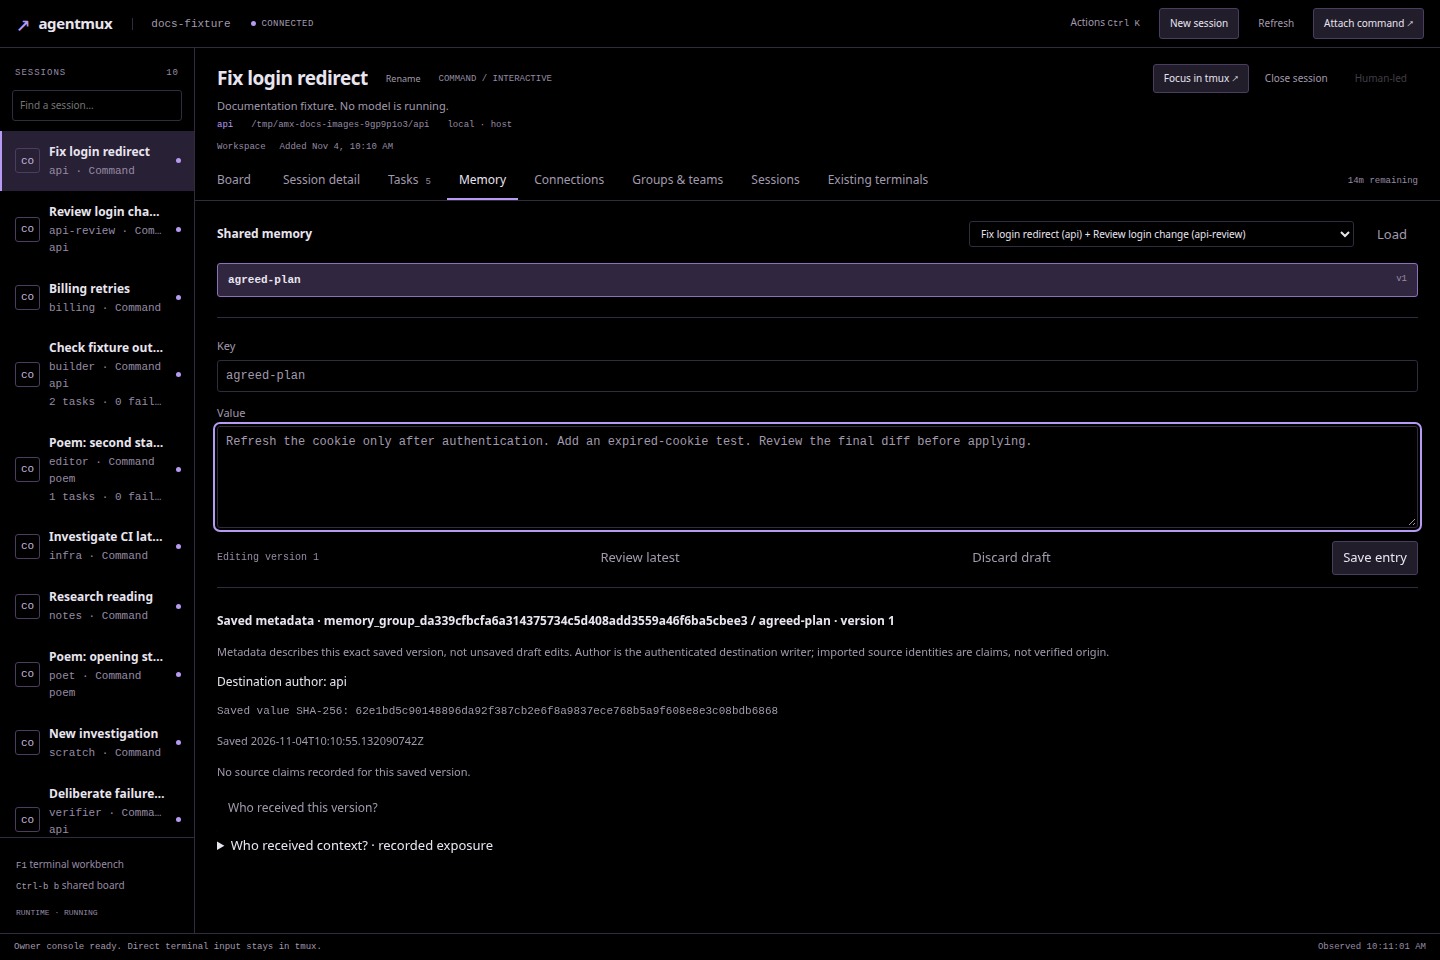 agentmux
docs-fixture
CONNECTED
Actions Ctrl K
New session
Refresh
Attach command ↗
SESSIONS 10
Find a session...
CO
Fix login redirect
api · Command
CO
Review login cha…
api-review · Com…
api
CO
Billing retries
billing · Command
CO
Check fixture out…
builder · Command
api
2 tasks · 0 fail…
CO
Poem: second sta…
editor · Command
poem
1 tasks · 0 fail…
CO
Investigate CI lat…
infra · Command
CO
Research reading
notes · Command
CO
Poem: opening st…
poet · Command
poem
CO
New investigation
scratch · Command
CO
Deliberate failure…
verifier · Comma…
api
F1 terminal workbench
Ctrl-b b shared board
RUNTIME · RUNNING
Fix login redirect
Rename
COMMAND / INTERACTIVE
Focus in tmux ↗
Close session
Human-led
Documentation fixture. No model is running.
api /tmp/amx-docs-images-9gp9p1o3/api local · host
Workspace Added Nov 4, 10:10 AM
Board
Session detail
Tasks 5
Memory
Connections
Groups & teams
Sessions
Existing terminals
14m remaining
Shared memory
Fix login redirect (api) + Review login change (api-review)
Load
agreed-plan v1
Key
agreed-plan
Value
Refresh the cookie only after authentication. Add an expired-cookie test. Review the final diff before applying.
Editing version 1
Review latest
Discard draft
Save entry
Saved metadata · memory_group_da339cfbcfa6a314375734c5d408add3559a46f6ba5cbee3 / agreed-plan · version 1
Metadata describes this exact saved version, not unsaved draft edits. Author is the authenticated destination writer; imported source identities are claims, not verified origin.
Destination author: api
Saved value SHA-256: 62e1bd5c90148896da92f387cb2e6f8a9837ece768b5a9f608e8e3c08bdb6868
Saved 2026-11-04T10:10:55.132090742Z
No source claims recorded for this saved version.
Who received this version?
▶ Who received context? · recorded exposure
Owner console ready. Direct terminal input stays in tmux.
Observed 10:11:01 AM